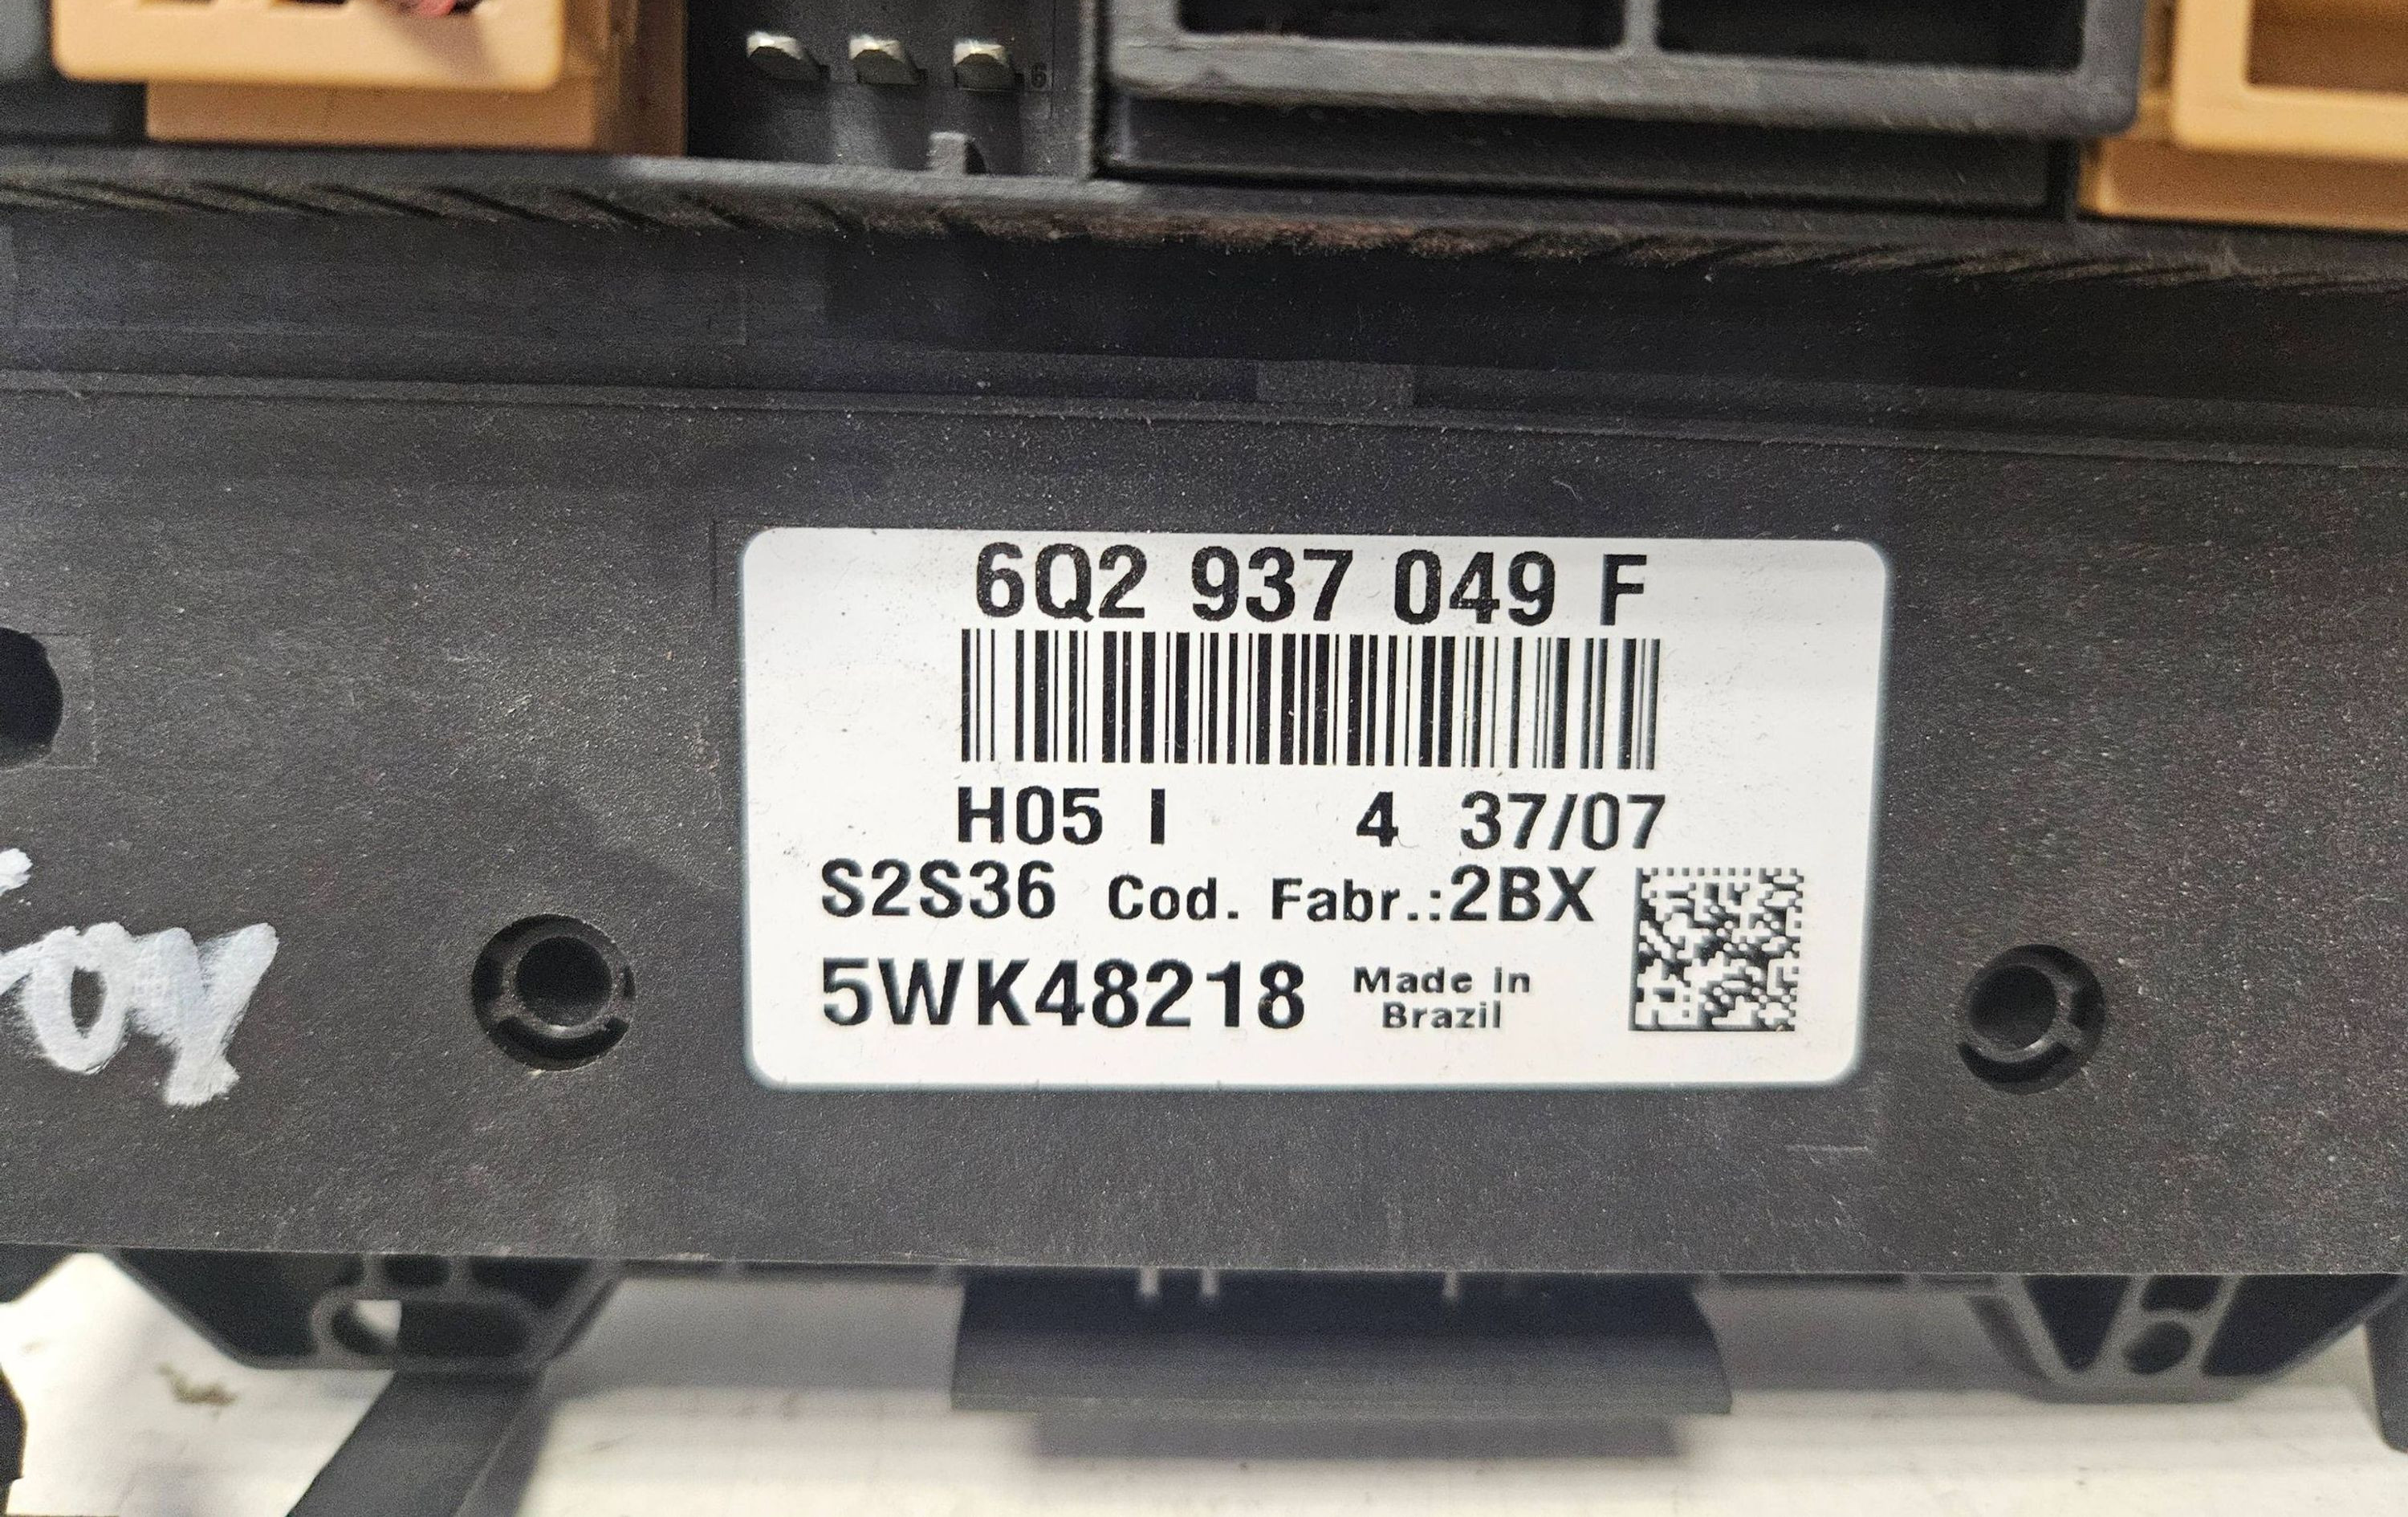 6
6Q2 937 049 F
H05 I 4 37/07
S2S36 Cod. Fabr.:2BX
5WK48218 Made in
Brazil